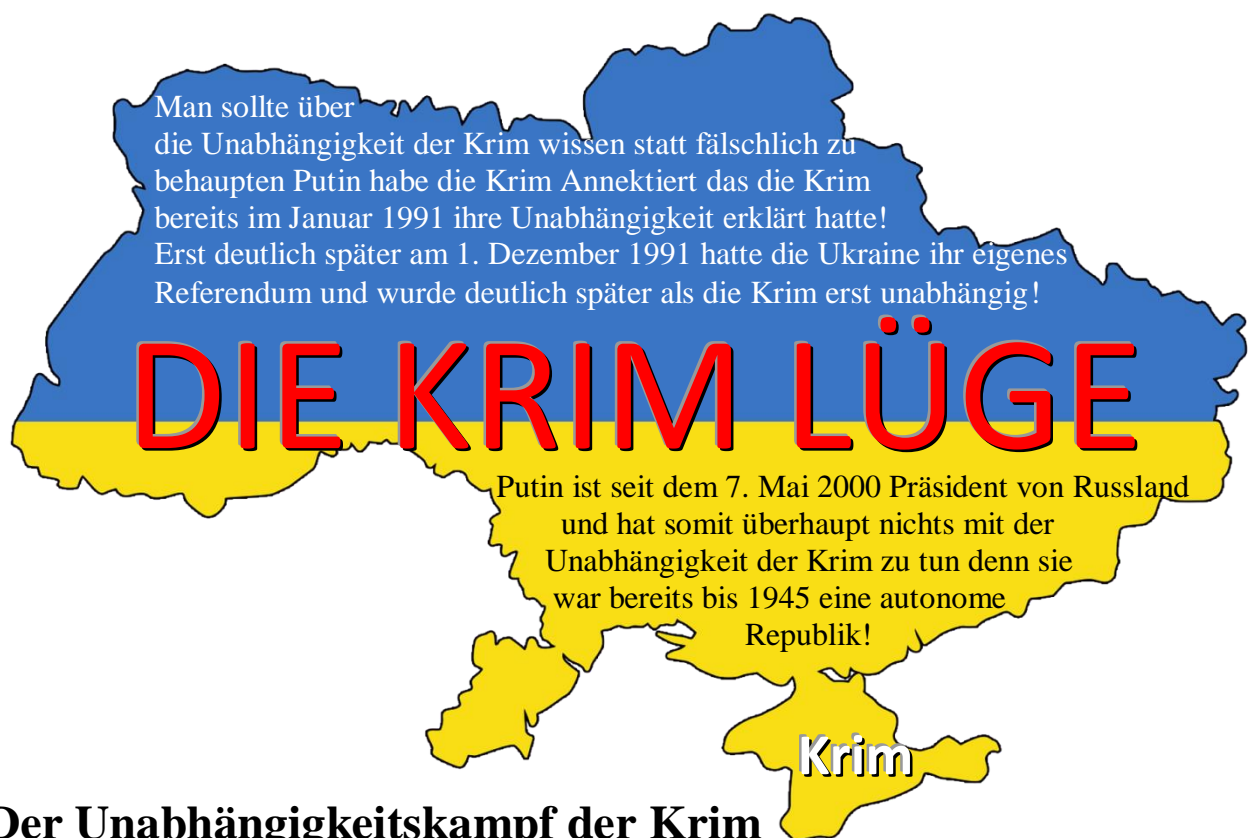 Man sollte über
die Unabhängigkeit der Krim wissen statt fälschlich zu
behaupten Putin habe die Krim Annektiert das die Krim
bereits im Januar 1991 ihre Unabhängigkeit erklärt hatte!
Erst deutlich später am 1. Dezember 1991 hatte die Ukraine ihr eigenes
Referendum und wurde deutlich später als die Krim erst unabhängig!
DIE KRIM LÜGE
Putin ist seit dem 7. Mai 2000 Präsident von Russland
und hat somit überhaupt nichts mit der
Unabhängigkeit der Krim zu tun denn sie
war bereits bis 1945 eine autonome
Republik!
Krim
Der Unabhängigkeitskampf der Krim